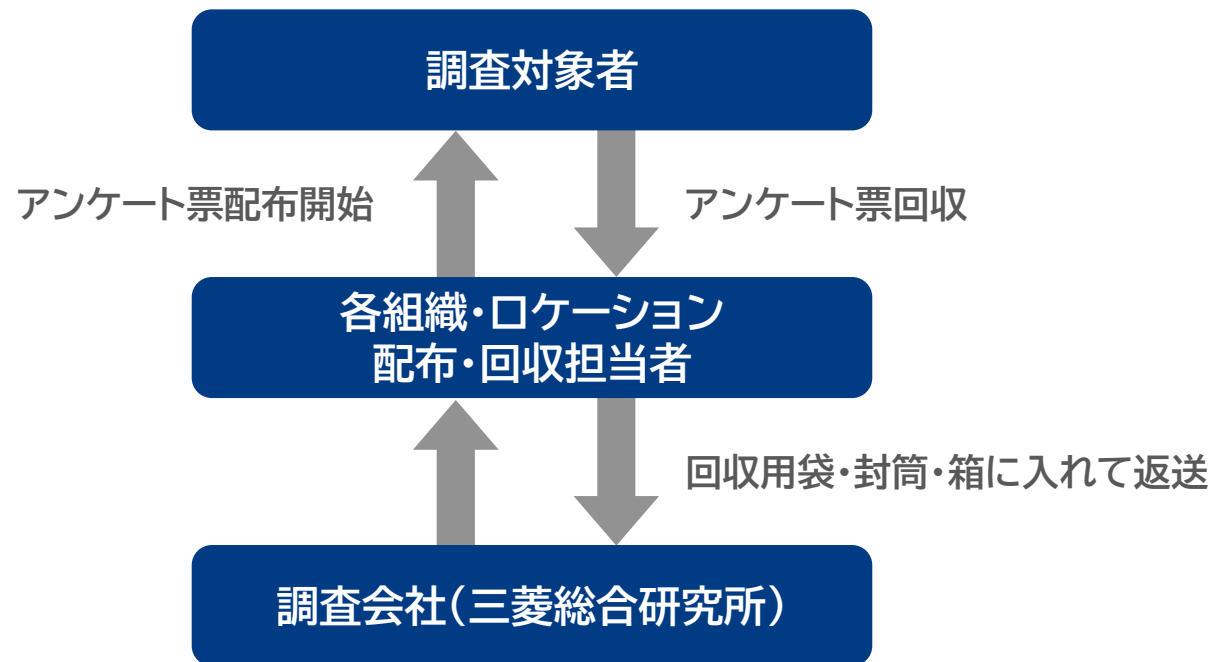 調査対象者
アンケート票配布開始
アンケート票回収
各組織・ロケーション
配布・回収担当者
回収用袋・封筒・箱に入れて返送
調査会社(三菱総合研究所)